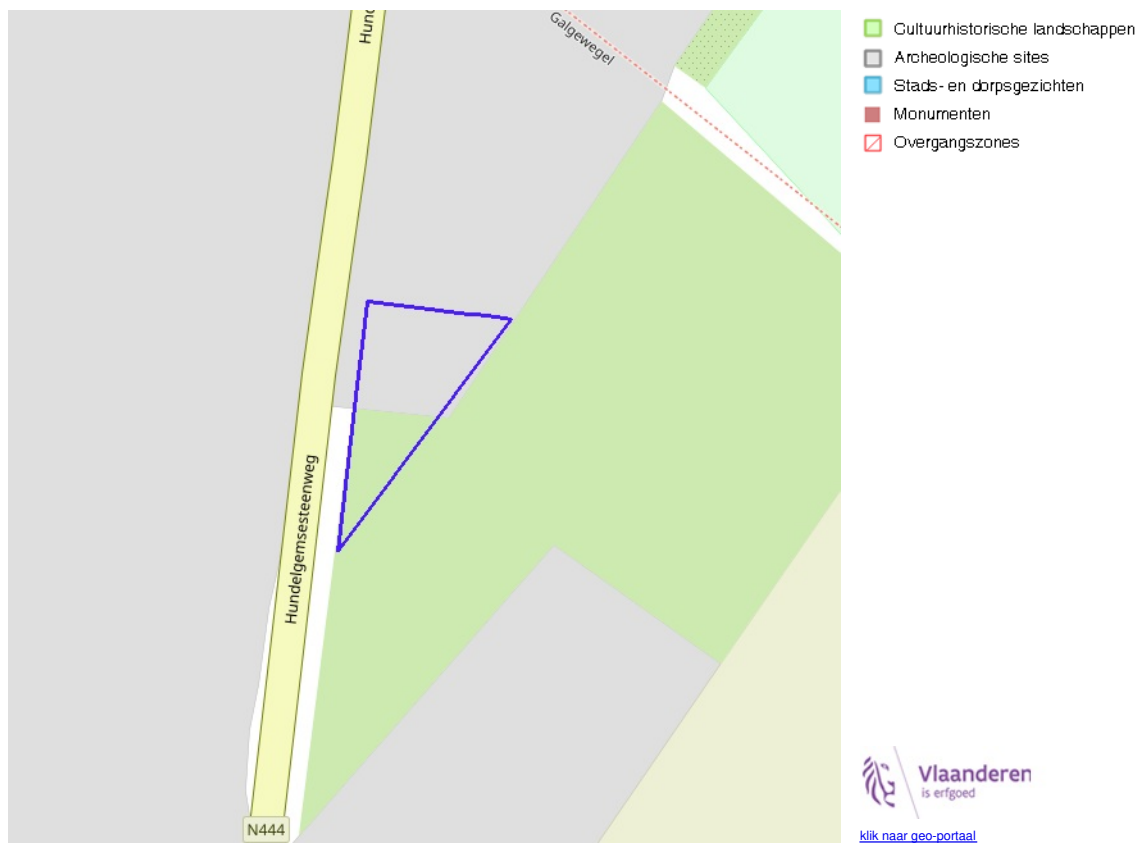 Hund
Galgewegel
Hundelgemsesteenweg
N444
Cultuurhistorische landschappen
Archeologische sites
Stads- en dorpsgezichten
Monumenten
Overgangszones
Vlaanderen
is erfgoed
klik naar geo-portaal